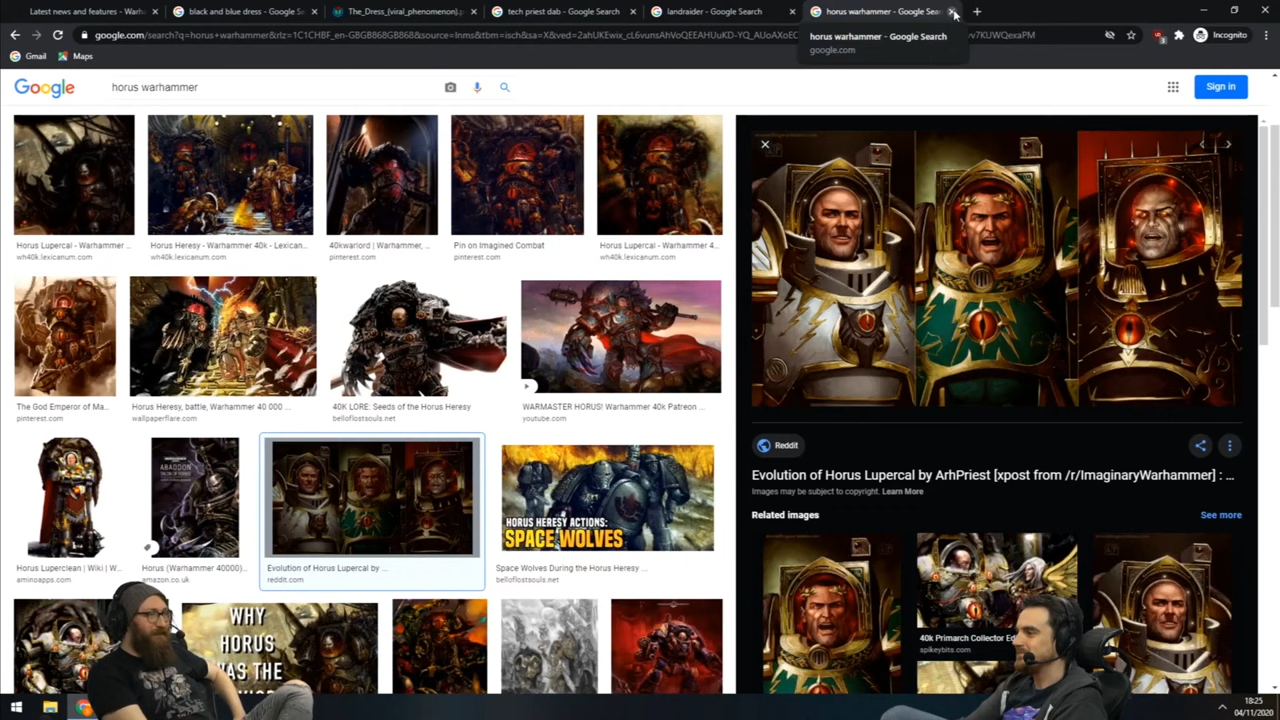 Latest news and features - Warha
black and blue dress - Google Se
The_Dress_(viral_phenomenon).p
tech priest dab - Google Search
landraider - Google Search
horus warhammer - Google Sear
horus warhammer - Google Search
google.com
Incognito
Gmail
Maps
Google
horus warhammer
Sign in
Horus Lupercal - Warhammer ...
wh40k.lexicanum.com
Horus Heresy - Warhammer 40k - Lexican...
wh40k.lexicanum.com
40kwarlord | Warhammer, ...
pinterest.com
Pin on Imagined Combat
pinterest.com
Horus Lupercal - Warhammer 4...
wh40k.lexicanum.com
The God Emperor of Ma...
pinterest.com
Horus Heresy, battle, Warhammer 40 000 ...
wallpaperflare.com
40K LORE: Seeds of the Horus Heresy
belloflostsouls.net
WARMASTER HORUS! Warhammer 40k Patreon ...
youtube.com
ABADDON
HORUS HERESY ACTIONS:
SPACE WOLVES
Horus Luperclean | Wiki | W...
aminoapps.com
Horus (Warhammer 40000)...
amazon.co.uk
Evolution of Horus Lupercal by ...
reddit.com
Space Wolves During the Horus Heresy ...
belloflostsouls.net
WHY
HORUS
WAS THE
Reddit
Evolution of Horus Lupercal by ArhPriest [xpost from /r/ImaginaryWarhammer] : ...
Images may be subject to copyright. Learn More
Related images
See more
40k Primarch Collector Ed
spikeybits.com
18:25
04/11/2020